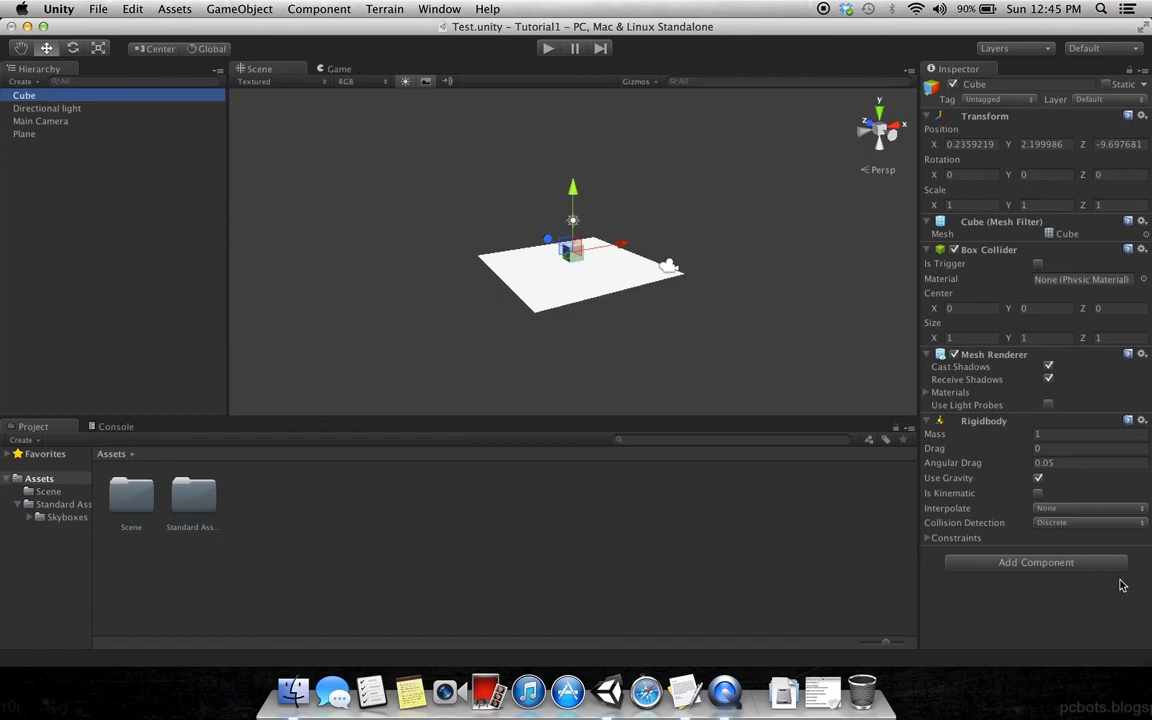 Unity File Edit Assets GameObject Component Terrain Window Help 90% Sun 12:45 PM
Test.unity - Tutorial1 - PC, Mac & Linux Standalone
Center Global Layers Default
Hierarchy Scene Game Inspector
Create All Textured RGB Gizmos All
Cube
Directional light
Main Camera
Plane
y
x
z
Persp
Cube Static
Tag Untagged Layer Default
Transform
Position
X 0.2359219 Y 2.199986 Z -9.697681
Rotation
X 0 Y 0 Z 0
Scale
X 1 Y 1 Z 1
Cube (Mesh Filter)
Mesh Cube
Box Collider
Is Trigger
Material None (Physic Material)
Center
X 0 Y 0 Z 0
Size
X 1 Y 1 Z 1
Mesh Renderer
Cast Shadows
Receive Shadows
Materials
Use Light Probes
Rigidbody
Mass 1
Drag 0
Angular Drag 0.05
Use Gravity
Is Kinematic
Interpolate None
Collision Detection Discrete
Constraints
Add Component
Project Console
Create
Favorites
Assets
Scene
Standard Ass
Skyboxes
Assets
Scene
Standard Ass...
pcbots.blogs